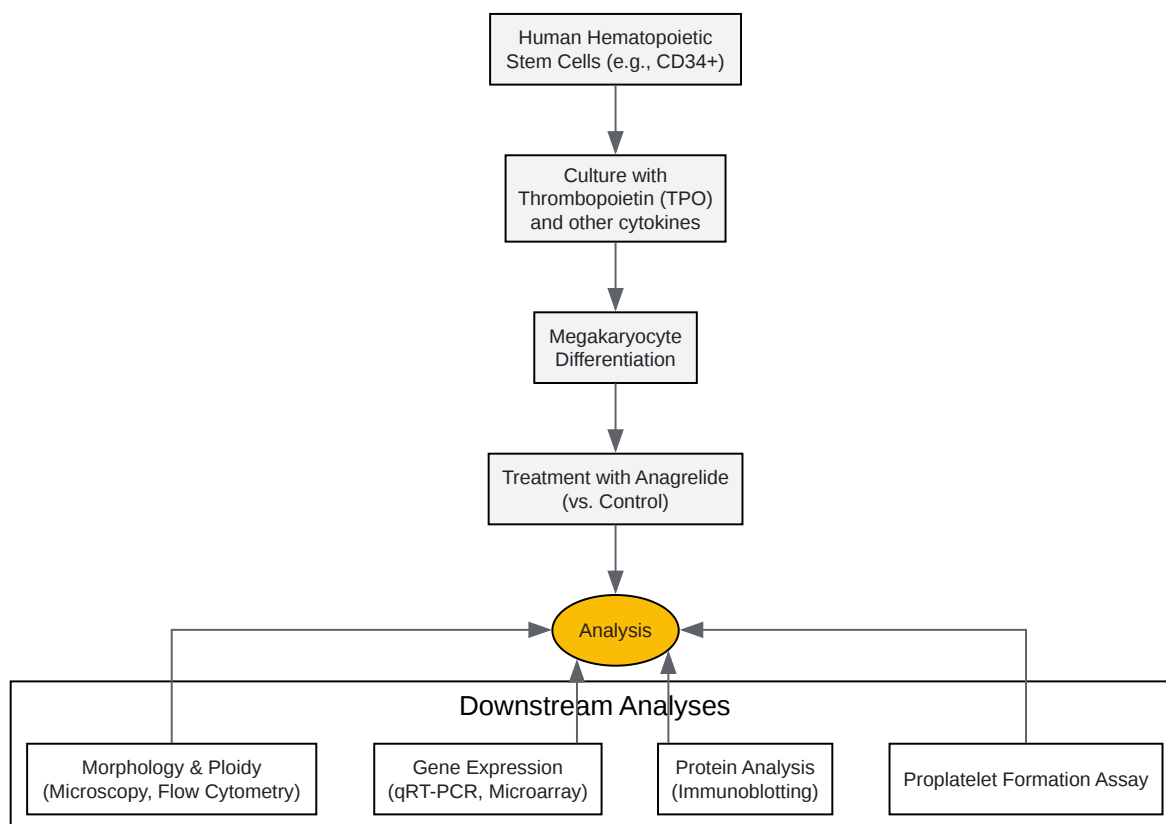 Human Hematopoietic
Stem Cells (e.g., CD34+)
Culture with
Thrombopoietin (TPO)
and other cytokines
Megakaryocyte
Differentiation
Treatment with Anagrelide
(vs. Control)
Analysis
Downstream Analyses
Morphology & Ploidy
(Microscopy, Flow Cytometry)
Gene Expression
(qRT-PCR, Microarray)
Protein Analysis
(Immunoblotting)
Proplatelet Formation Assay